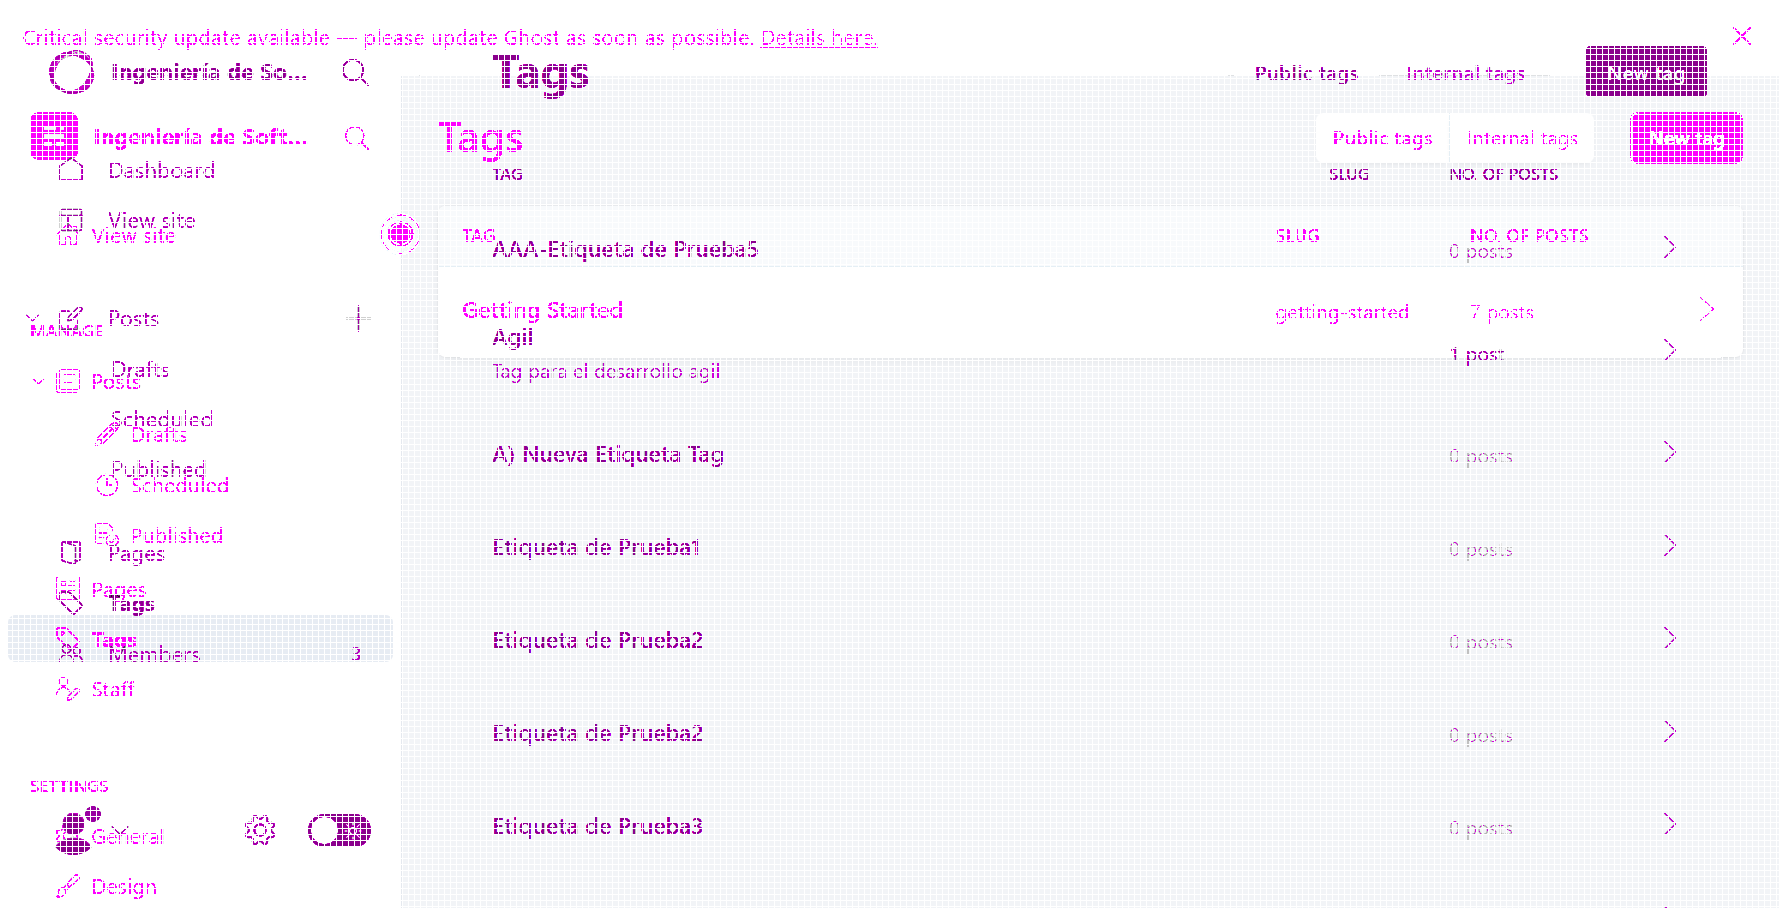 Critical security update available — please update Ghost as soon as possible. Details here.
Ingeniería de So...
Tags
Public tags
Internal tags
New tag
Ingeniería de Soft...
Tags
Public tags
Internal tags
New tag
Dashboard
TAG
SLUG
NO. OF POSTS
View site
View site
TAG
SLUG
NO. OF POSTS
AAA-Etiqueta de Prueba5
0 posts
Getting Started
getting-started
7 posts
Posts
MANAGE
Agil
1 post
Tag para el desarrollo agil
Drafts
Posts
Scheduled
Drafts
A) Nueva Etiqueta Tag
0 posts
Published
Scheduled
Published
Pages
Etiqueta de Prueba1
0 posts
Pages
Tags
Tags
Members
3
Etiqueta de Prueba2
0 posts
Staff
Etiqueta de Prueba2
0 posts
SETTINGS
General
Etiqueta de Prueba3
0 posts
Design